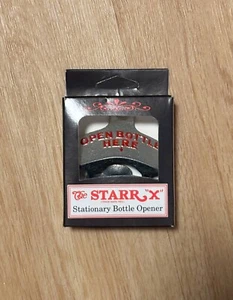 OPEN BOTTLE
HERE
The STARR "X"
Stationary Bottle Opener